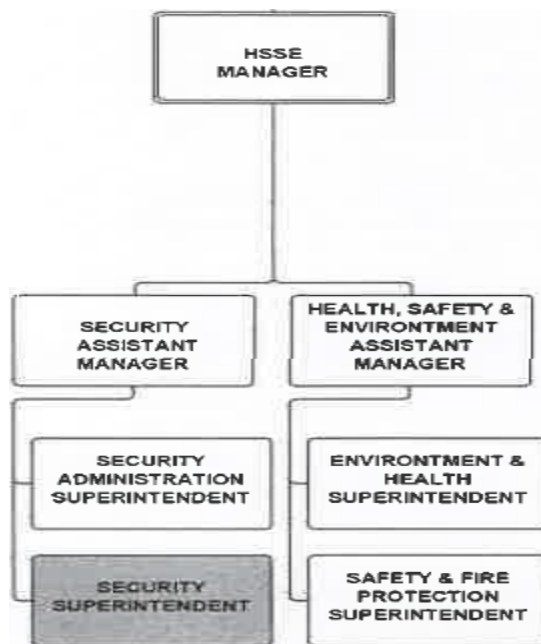 HSSE
MANAGER
SECURITY
ASSISTANT
MANAGER
HEALTH, SAFETY &
ENVIRONTMENT
ASSISTANT
MANAGER
SECURITY
ADMINISTRATION
SUPERINTENDENT
ENVIRONTMENT &
HEALTH
SUPERINTENDENT
SECURITY
SUPERINTENDENT
SAFETY & FIRE
PROTECTION
SUPERINTENDENT